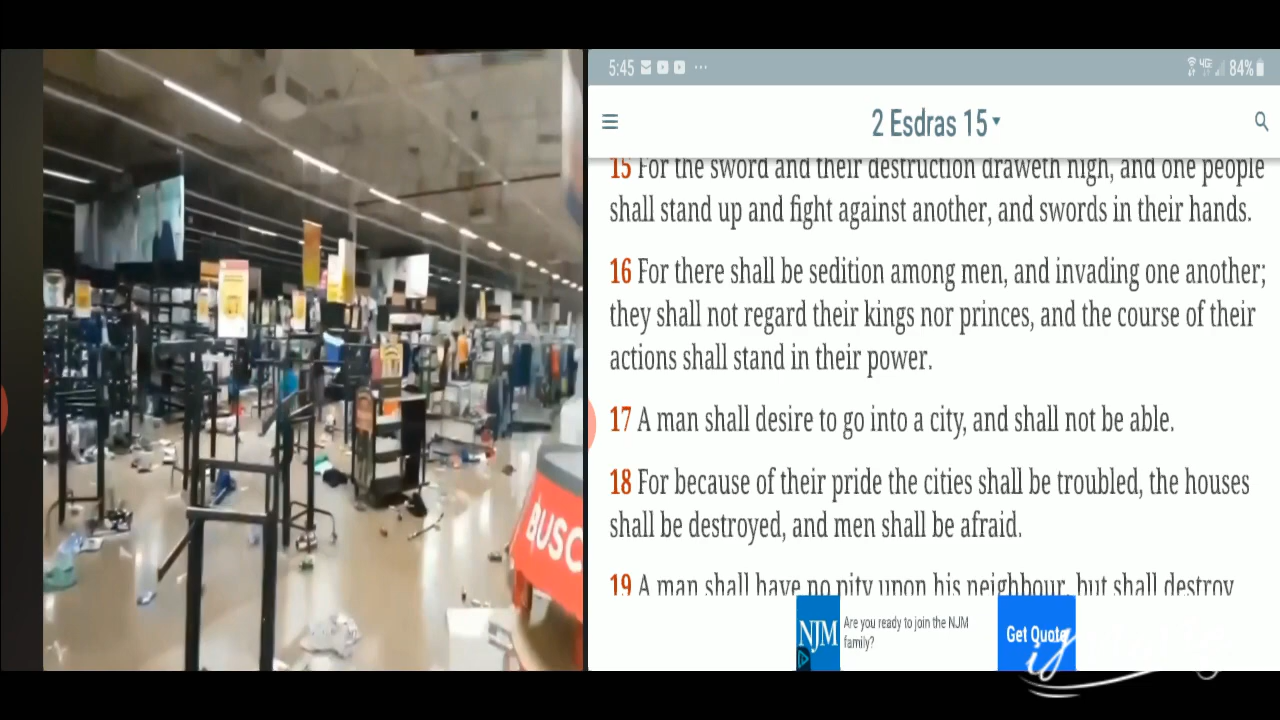 5:45
84%
2 Esdras 15
15 For the sword and their destruction draweth nigh, and one people
shall stand up and fight against another, and swords in their hands.
16 For there shall be sedition among men, and invading one another;
they shall not regard their kings nor princes, and the course of their
actions shall stand in their power.
17 A man shall desire to go into a city, and shall not be able.
18 For because of their pride the cities shall be troubled, the houses
shall be destroyed, and men shall be afraid.
19 A man shall have no pity upon his neighbour, but shall destroy
¡BUSC
NJM
Are you ready to join the NJM
family?
Get Quote